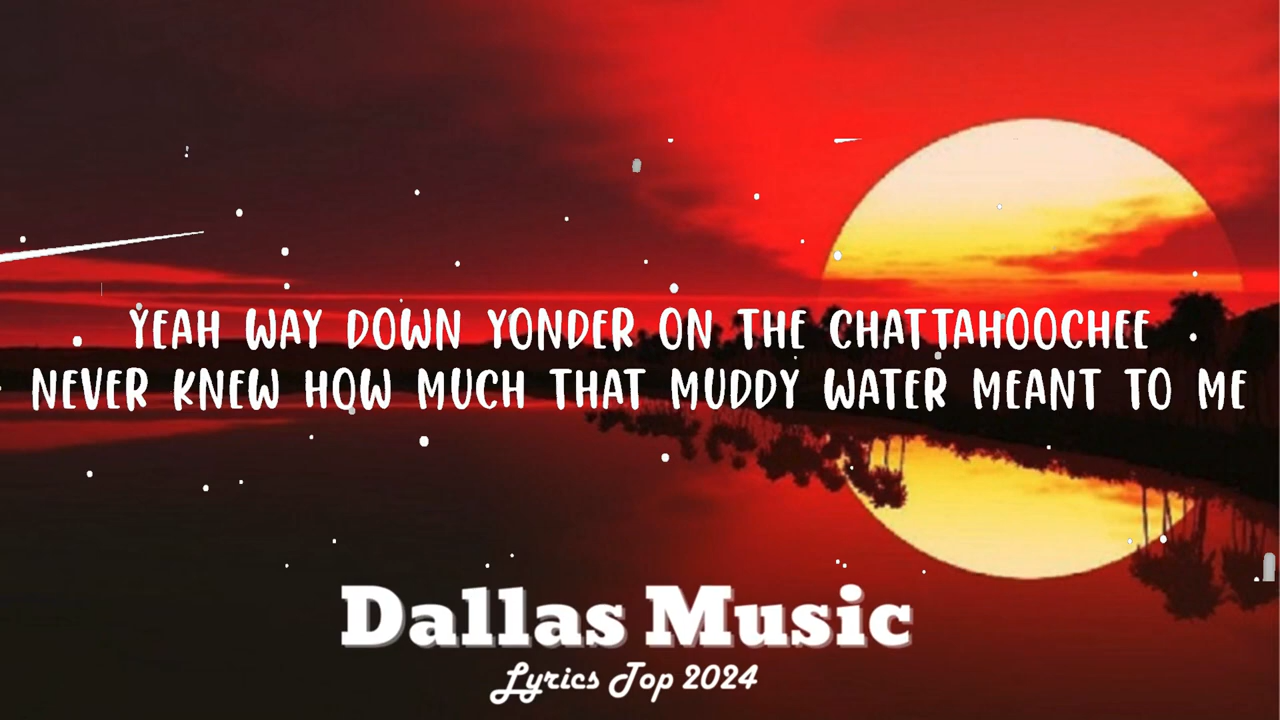 YEAH WAY DOWN YONDER ON THE CHATTAHOOCHEE
NEVER KNEW HOW MUCH THAT MUDDY WATER MEANT TO ME
Dallas Music
Lyrics Top 2024